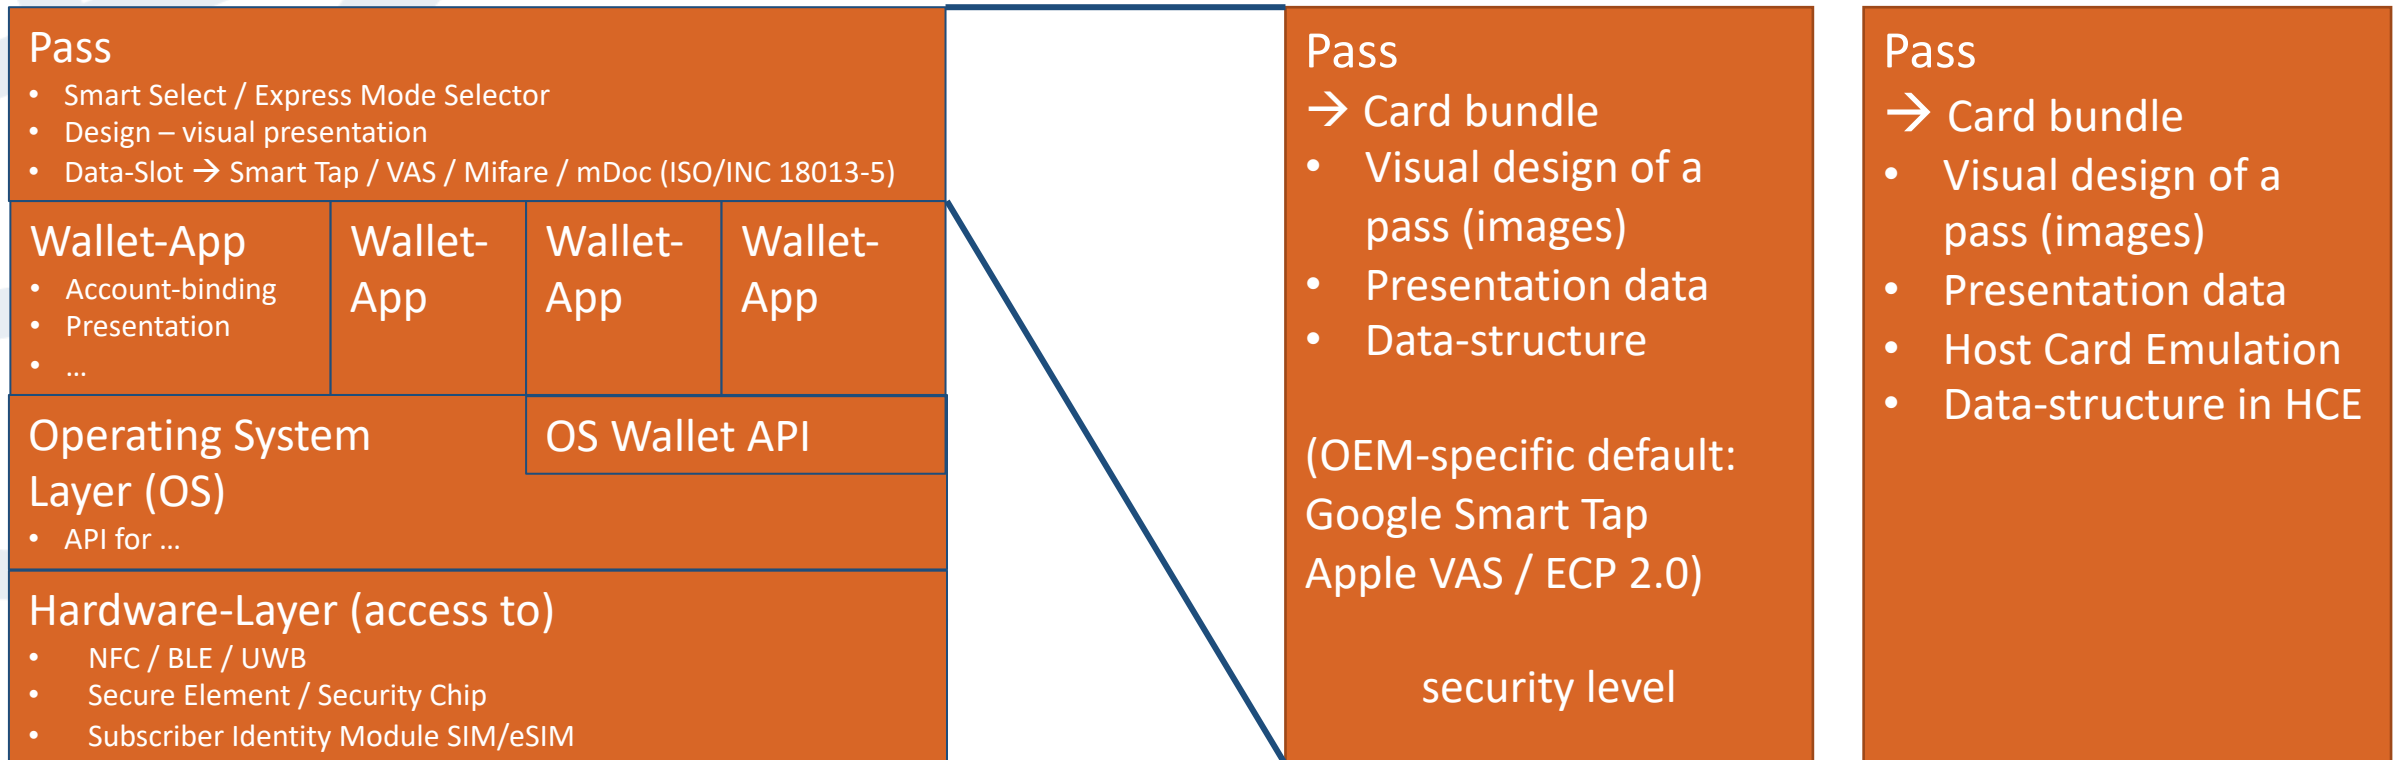 Pass
• Smart Select / Express Mode Selector
• Design – visual presentation
• Data-Slot → Smart Tap / VAS / Mifare / mDoc (ISO/INC 18013-5)
Wallet-App
• Account-binding
• Presentation
• ...
Wallet-
App
Wallet-
App
Wallet-
App
Operating System
Layer (OS)
• API for ...
OS Wallet API
Hardware-Layer (access to)
• NFC / BLE / UWB
• Secure Element / Security Chip
• Subscriber Identity Module SIM/eSIM
Pass
→ Card bundle
• Visual design of a
pass (images)
• Presentation data
• Data-structure
(OEM-specific default:
Google Smart Tap
Apple VAS / ECP 2.0)
security level
Pass
→ Card bundle
• Visual design of a
pass (images)
• Presentation data
• Host Card Emulation
• Data-structure in HCE